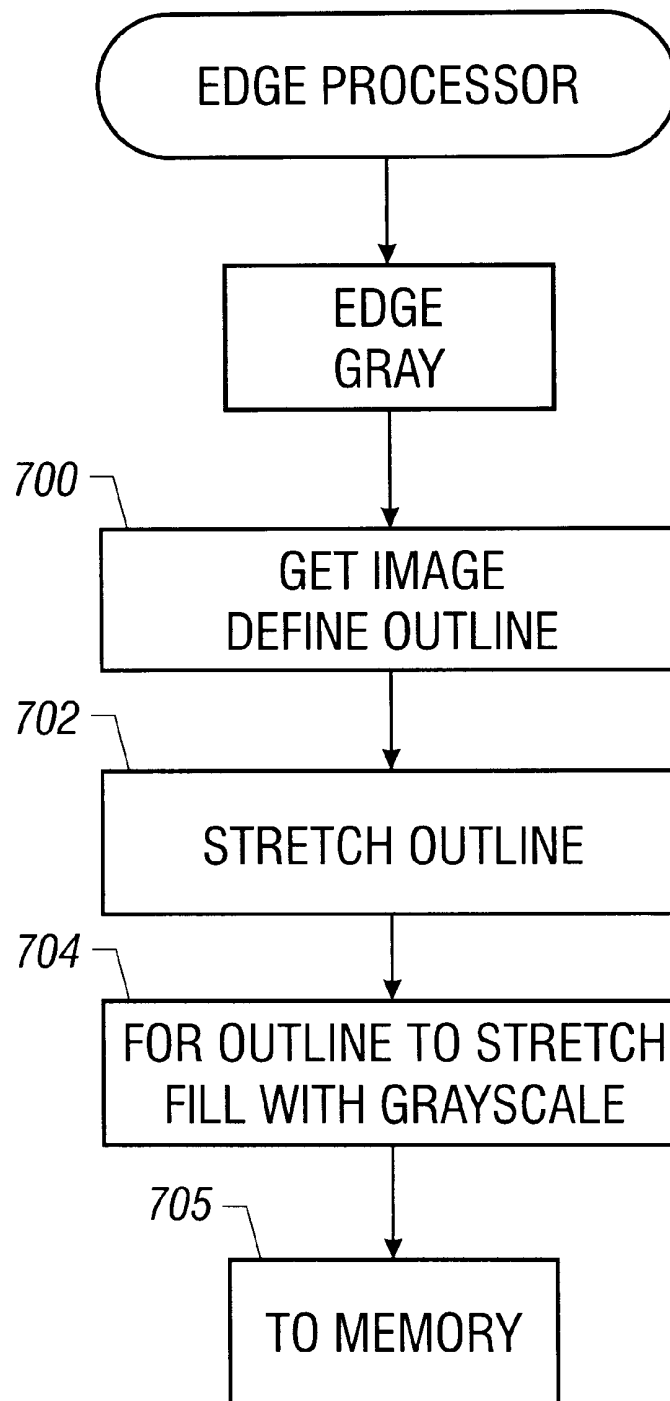 EDGE PROCESSOR
EDGE
GRAY
700
GET IMAGE
DEFINE OUTLINE
702
STRETCH OUTLINE
704
FOR OUTLINE TO STRETCH
FILL WITH GRAYSCALE
705
TO MEMORY